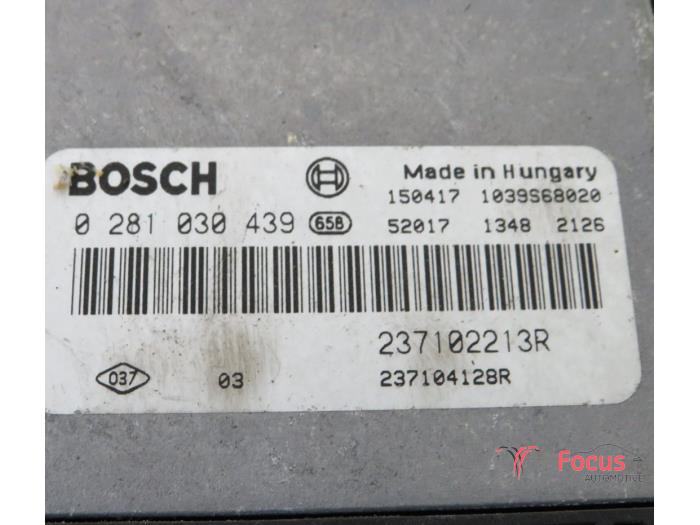 BOSCH
Made in Hungary
150417 1039S68020
0 281 030 439 658 52017 1348 2126
237102213R
037 03 237104128R
Focus
AUTOMOTIVE